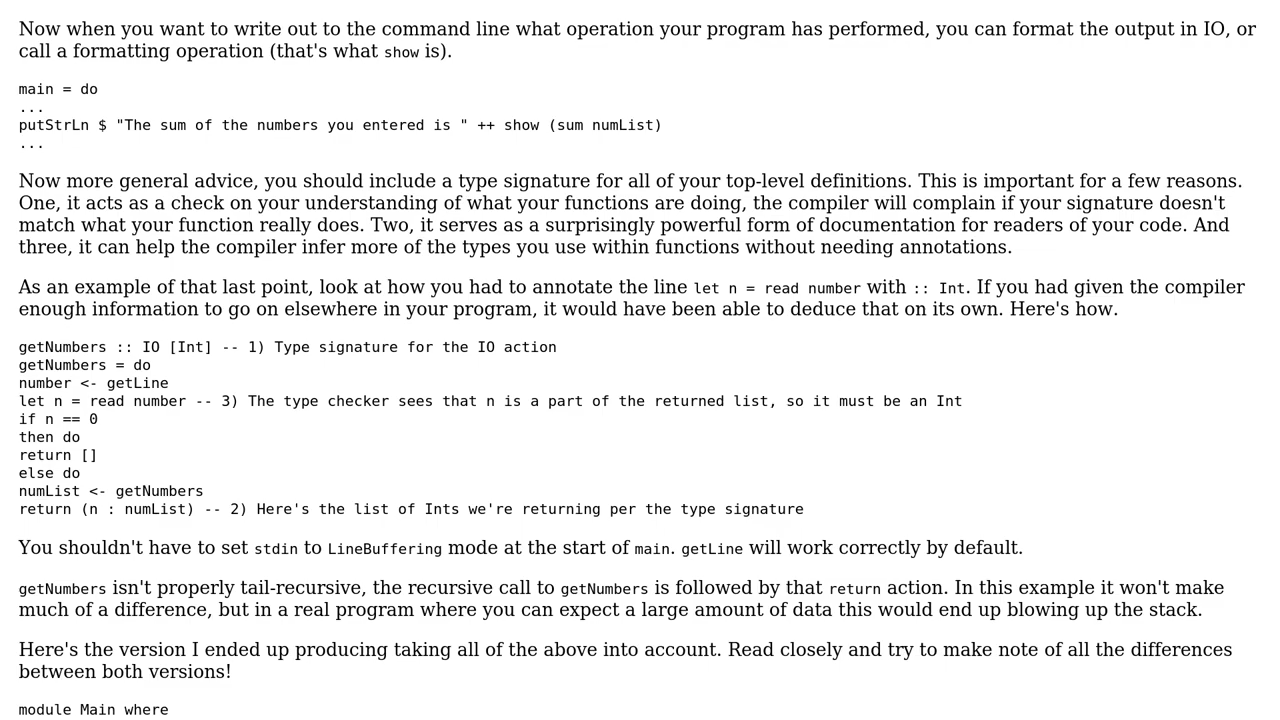 Now when you want to write out to the command line what operation your program has performed, you can format the output in IO, or
call a formatting operation (that's what show is).
main = do
...
putStrLn $ "The sum of the numbers you entered is " ++ show (sum numList)
...
Now more general advice, you should include a type signature for all of your top-level definitions. This is important for a few reasons.
One, it acts as a check on your understanding of what your functions are doing, the compiler will complain if your signature doesn't
match what your function really does. Two, it serves as a surprisingly powerful form of documentation for readers of your code. And
three, it can help the compiler infer more of the types you use within functions without needing annotations.
As an example of that last point, look at how you had to annotate the line let n = read number with :: Int. If you had given the compiler
enough information to go on elsewhere in your program, it would have been able to deduce that on its own. Here's how.
getNumbers :: IO [Int] -- 1) Type signature for the IO action
getNumbers = do
number <- getLine
let n = read number -- 3) The type checker sees that n is a part of the returned list, so it must be an Int
if n == 0
then do
return []
else do
numList <- getNumbers
return (n : numList) -- 2) Here's the list of Ints we're returning per the type signature
You shouldn't have to set stdin to LineBuffering mode at the start of main. getLine will work correctly by default.
getNumbers isn't properly tail-recursive, the recursive call to getNumbers is followed by that return action. In this example it won't make
much of a difference, but in a real program where you can expect a large amount of data this would end up blowing up the stack.
Here's the version I ended up producing taking all of the above into account. Read closely and try to make note of all the differences
between both versions!
module Main where